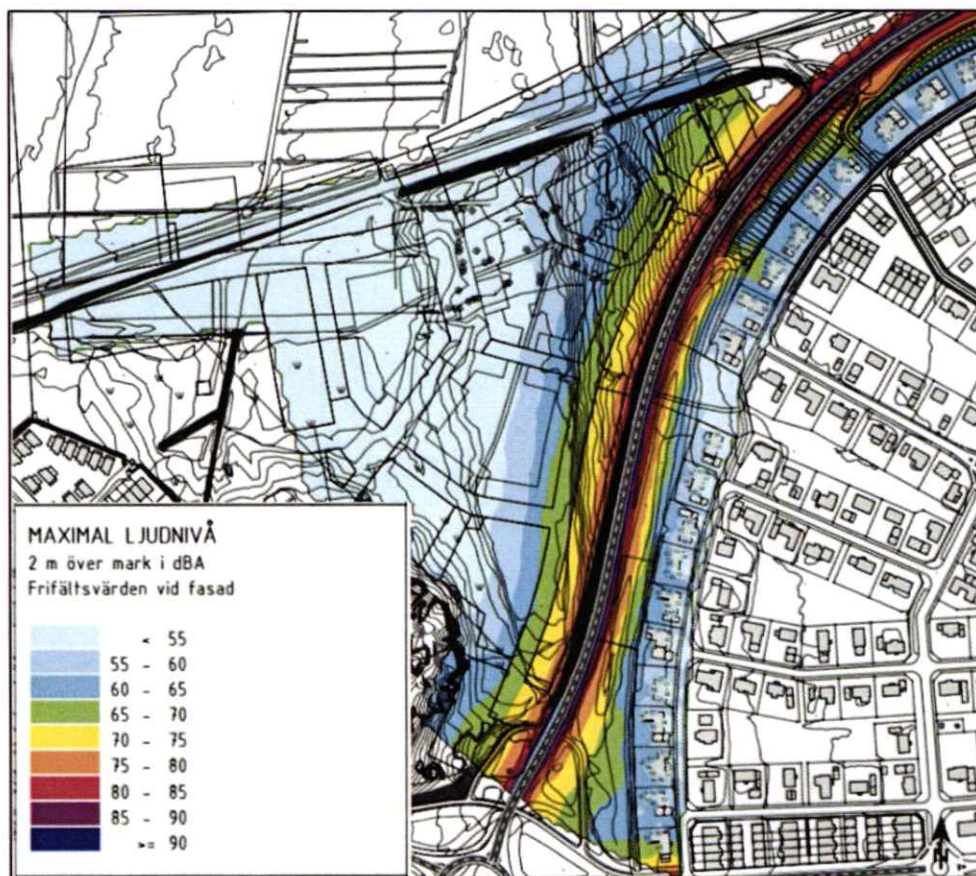 MAXIMAL LJUDNIVÅ
2 m över mark i dBA
Frifältsvärden vid fasad
< 55
55 - 60
60 - 65
65 - 70
70 - 75
75 - 80
80 - 85
85 - 90
>= 90